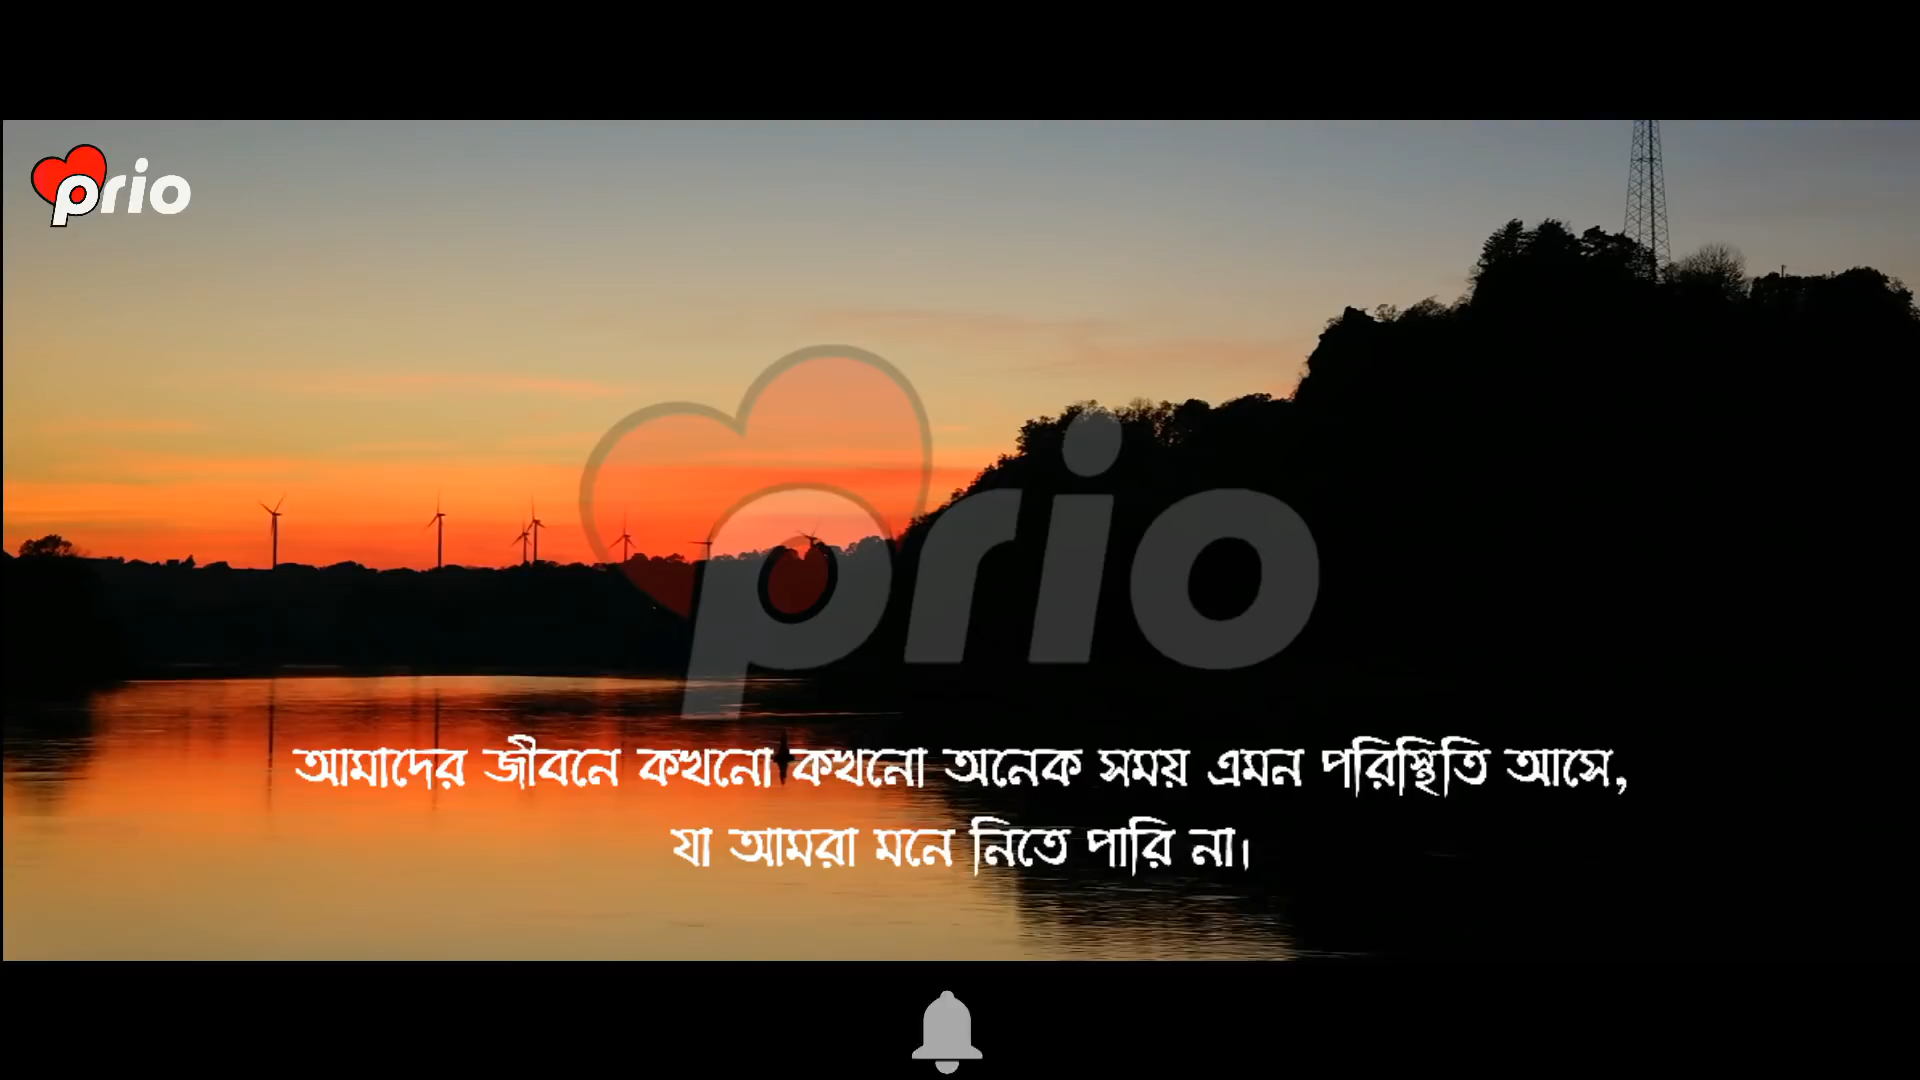 prio
prio
আমাদের জীবনে কখনো কখনো অনেক সময় এমন পরিস্থিতি আসে,
যা আমরা মনে নিতে পারি না।